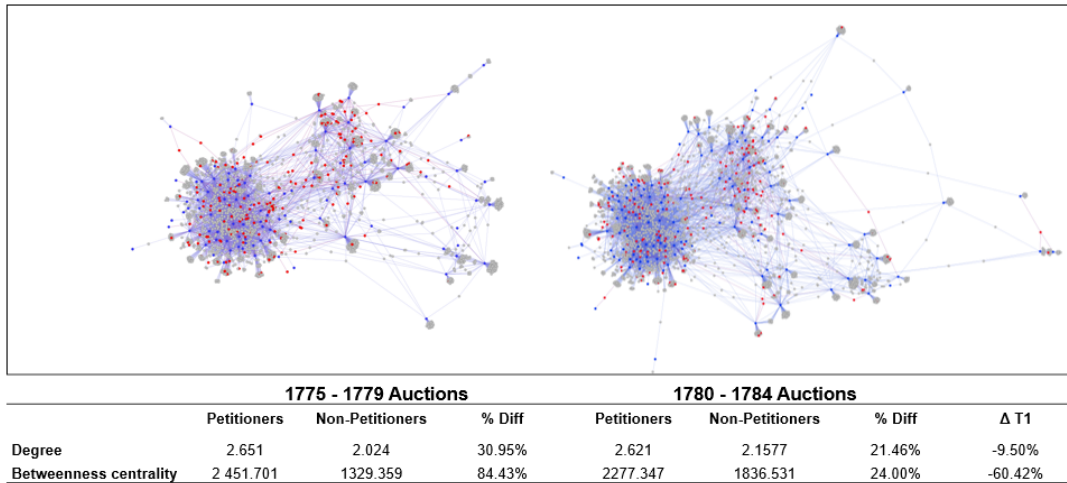 1775 - 1779 Auctions 1780 - 1784 Auctions
Petitioners Non-Petitioners % Diff Petitioners Non-Petitioners % Diff Δ T1
Degree 2.651 2.024 30.95% 2.621 2.1577 21.46% -9.50%
Betweenness centrality 2 451.701 1329.359 84.43% 2277.347 1836.531 24.00% -60.42%